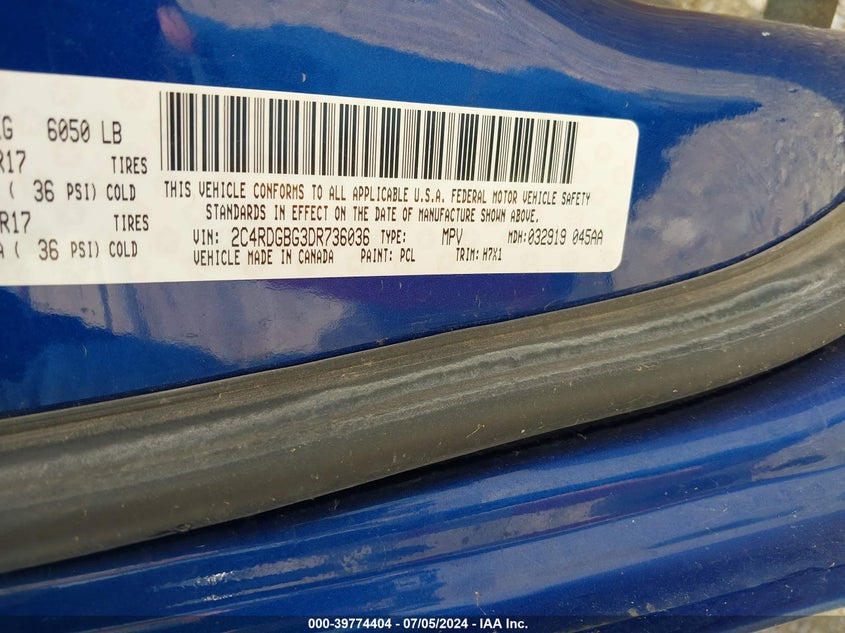 6050 LB
R17 TIRES
( 36 PSI) COLD
R17 TIRES
( 36 PSI) COLD
THIS VEHICLE CONFORMS TO ALL APPLICABLE U.S.A. FEDERAL MOTOR VEHICLE SAFETY
STANDARDS IN EFFECT ON THE DATE OF MANUFACTURE SHOWN ABOVE.
VIN: 2C4RDGBG3DR736036 TYPE: MPV MDH:032919 045AA
VEHICLE MADE IN CANADA PAINT: PCL TRIM: H7X1
000-39774404 - 07/05/2024 - IAA Inc.